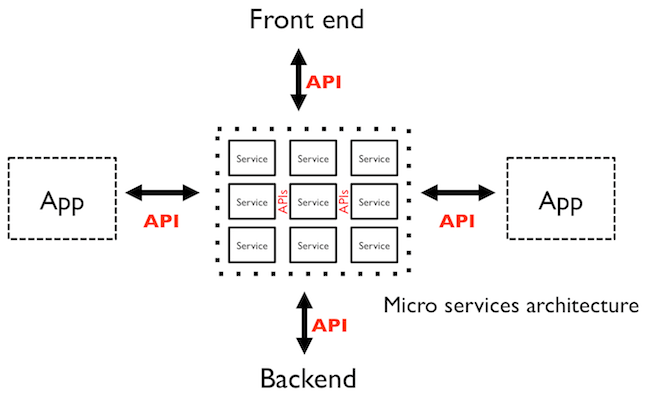 Front end
API
Service Service Service
App
Service APIs Service APIs Service
App
API
API
Service Service Service
Micro services architecture
API
Backend